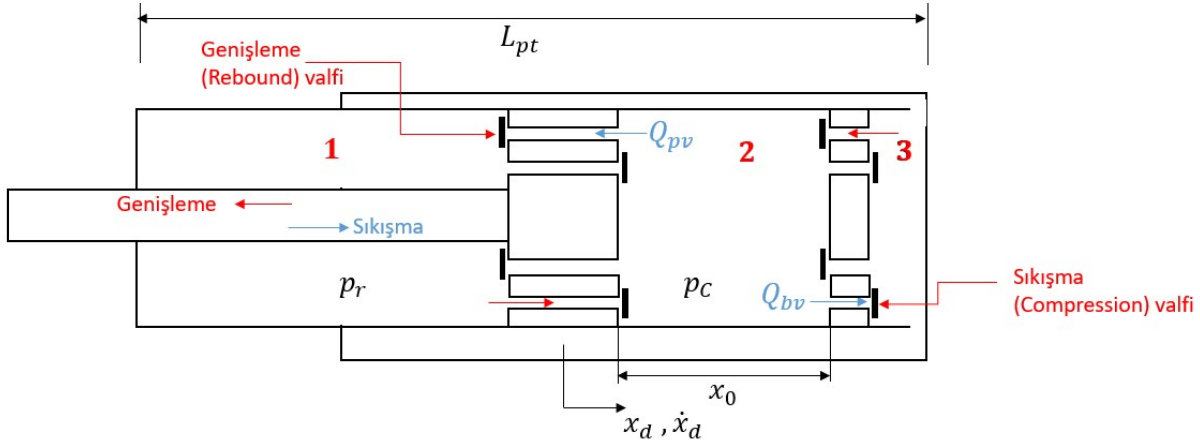 L_pt
Genişleme
(Rebound) valfi
1
Q_pv
2
3
Genişleme
Sıkışma
p_r
p_C
Q_bv
Sıkışma
(Compression) valfi
x_0
x_d , ẋ_d